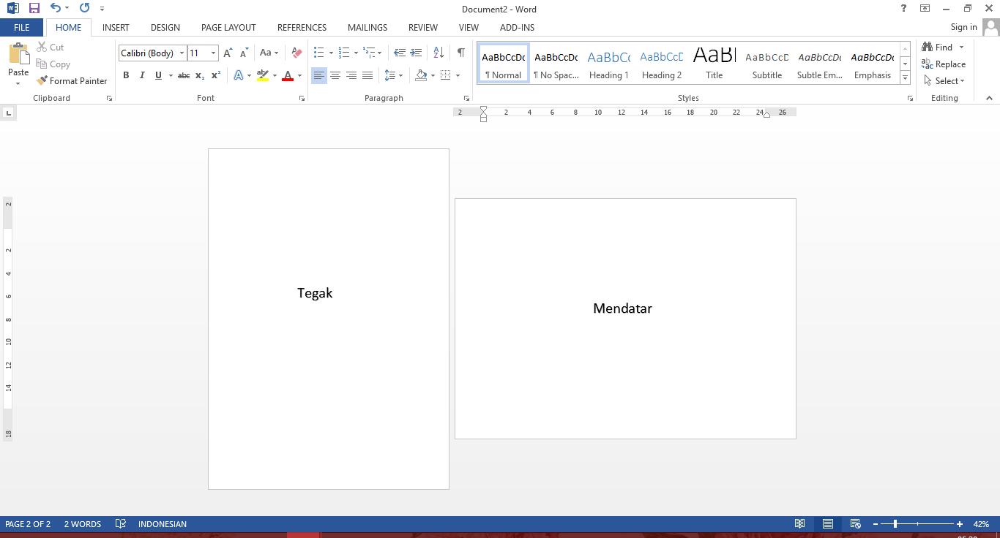 Document2 - Word
?
FILE HOME INSERT DESIGN PAGE LAYOUT REFERENCES MAILINGS REVIEW VIEW ADD-INS Sign in
Paste
Cut
Copy
Format Painter
Clipboard
Calibri (Body) 11
B I U abc x₂ x²
Font
Paragraph
AaBbCcDc AaBbCcDc AaBbCc AaBbCcD AaBl AaBbCcD AaBbCcDc AaBbCcDc
¶ Normal ¶ No Spac... Heading 1 Heading 2 Title Subtitle Subtle Em... Emphasis
Styles
Find
Replace
Select
Editing
L
2 2 4 6 8 10 12 14 16 18 20 22 24 26
2
2
4
6
8
10
12
14
18
Tegak
Mendatar
PAGE 2 OF 2 2 WORDS INDONESIAN 42%